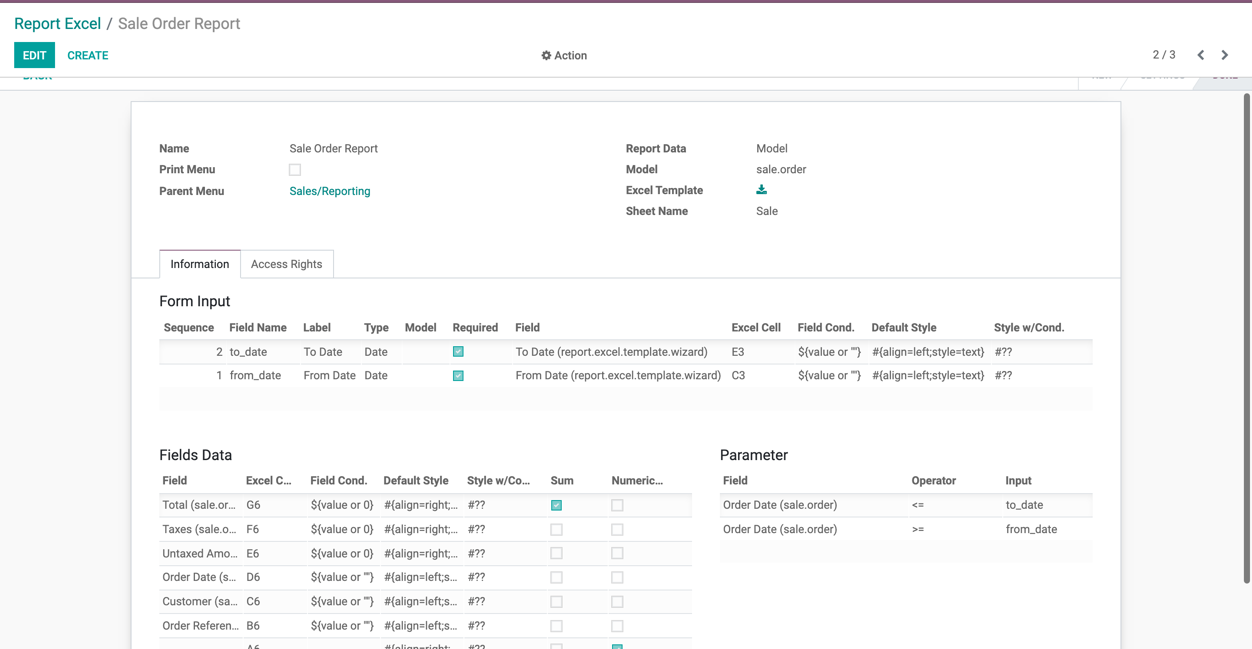 Report Excel / Sale Order Report
EDIT CREATE Action 2 / 3
BACK
Name Sale Order Report Report Data Model
Print Menu Model sale.order
Parent Menu Sales/Reporting Excel Template
Sheet Name Sale
Information Access Rights
Form Input
Sequence Field Name Label Type Model Required Field Excel Cell Field Cond. Default Style Style w/Cond.
2 to_date To Date Date To Date (report.excel.template.wizard) E3 ${value or ""} #{align=left;style=text} #??
1 from_date From Date Date From Date (report.excel.template.wizard) C3 ${value or ""} #{align=left;style=text} #??
Fields Data Parameter
Field Excel C... Field Cond. Default Style Style w/Co... Sum Numeric... Field Operator Input
Total (sale.or... G6 ${value or 0} #{align=right;... #?? Order Date (sale.order) <= to_date
Taxes (sale.o... F6 ${value or 0} #{align=right;... #?? Order Date (sale.order) >= from_date
Untaxed Amo... E6 ${value or 0} #{align=right;... #??
Order Date (s... D6 ${value or ""} #{align=left;s... #??
Customer (sa... C6 ${value or ""} #{align=left;s... #??
Order Referen... B6 ${value or ""} #{align=left;s... #??
A6 #{align=right;... #??